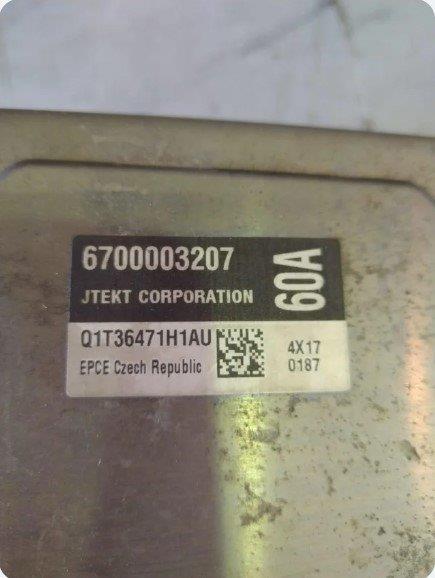 6700003207
JTEKT CORPORATION
60A
Q1T36471H1AU
EPCE Czech Republic
4X17
0187